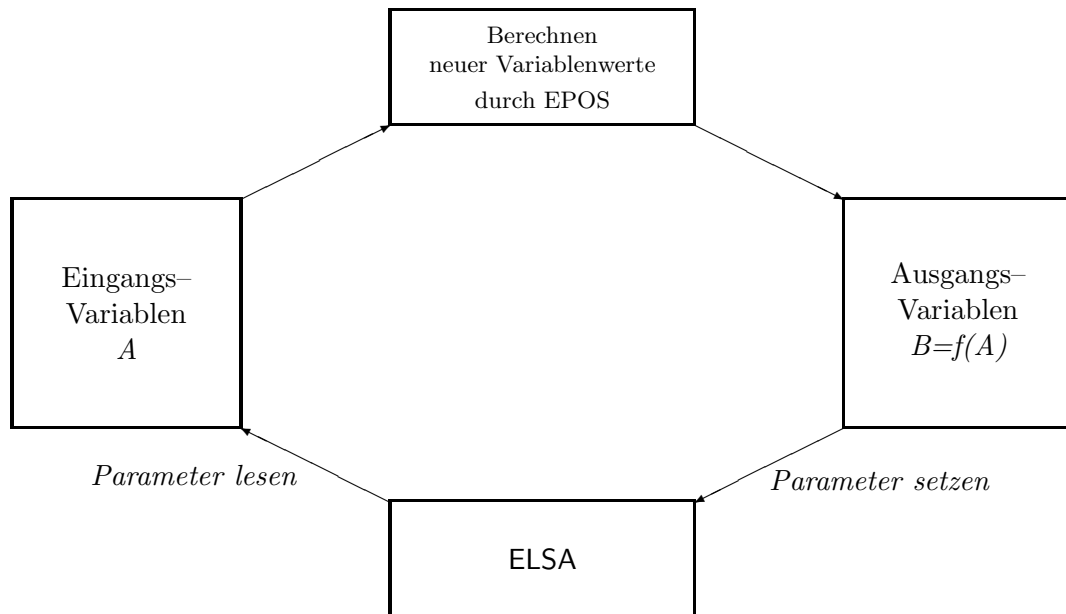 Berechnen
neuer Variablenwerte
durch EPOS
Eingangs–
Variablen
A
Ausgangs–
Variablen
B=f(A)
Parameter lesen
Parameter setzen
ELSA